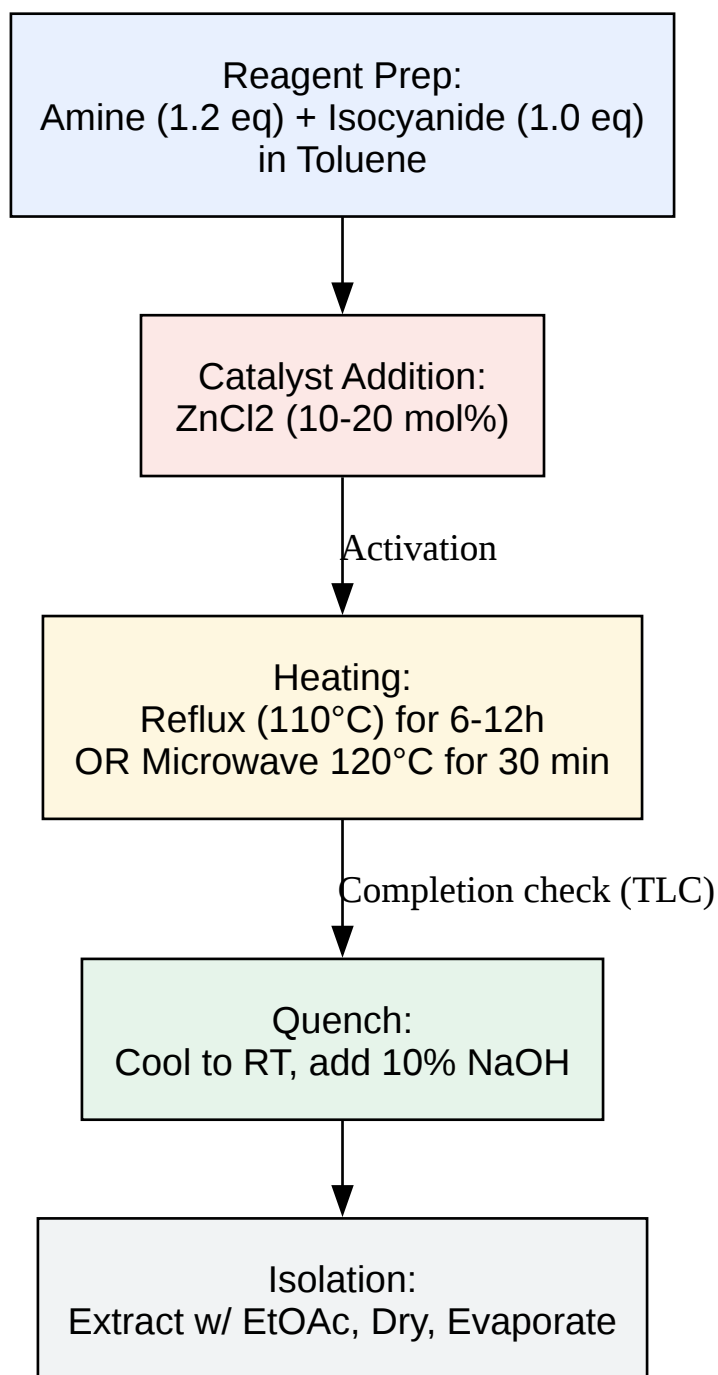 Reagent Prep:
Amine (1.2 eq) + Isocyanide (1.0 eq)
in Toluene
Catalyst Addition:
ZnCl2 (10-20 mol%)
Activation
Heating:
Reflux (110°C) for 6-12h
OR Microwave 120°C for 30 min
Completion check (TLC)
Quench:
Cool to RT, add 10% NaOH
Isolation:
Extract w/ EtOAc, Dry, Evaporate